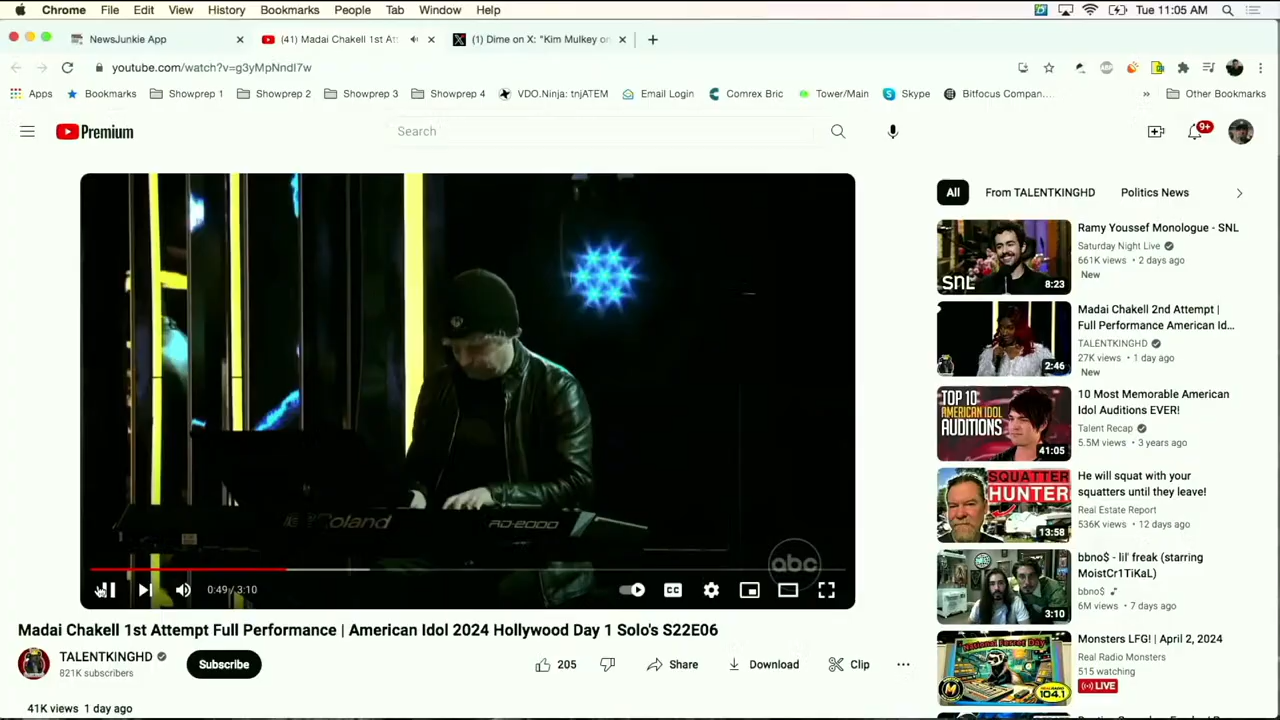 Chrome File Edit View History Bookmarks People Tab Window Help Tue 11:05 AM
NewsJunkie App (41) Madai Chakell 1st At (1) Dime on X: "Kim Mulkey on
youtube.com/watch?v=g3yMpNndI7w
Apps Bookmarks Showprep 1 Showprep 2 Showprep 3 Showprep 4 VDO.Ninja: tnjATEM Email Login Comrex Bric Tower/Main Skype Bitfocus Compan... » Other Bookmarks
Premium Search 9+
All From TALENTKINGHD Politics News
Ramy Youssef Monologue - SNL
Saturday Night Live
661K views • 2 days ago
New
SNL 8:23
Madai Chakell 2nd Attempt |
Full Performance American Id...
TALENTKINGHD
27K views • 1 day ago
New
2:46
10 Most Memorable American
Idol Auditions EVER!
Talent Recap
5.5M views • 3 years ago
TOP 10
AMERICAN IDOL
AUDITIONS
41:05
He will squat with your
squatters until they leave!
Real Estate Report
536K views • 12 days ago
SQUATTER
HUNTER
13:58
bbno$ - lil' freak (starring
MoistCr1TiKaL)
bbno$
6M views • 7 days ago
3:10
Monsters LFG! | April 2, 2024
Real Radio Monsters
515 watching
LIVE
National Ferret Day
REAL RADIO
104.1
Roland RD-2000
abc
0:49 / 3:10 CC
Madai Chakell 1st Attempt Full Performance | American Idol 2024 Hollywood Day 1 Solo's S22E06
TALENTKINGHD
821K subscribers
Subscribe 205 Share Download Clip ...
41K views 1 day ago